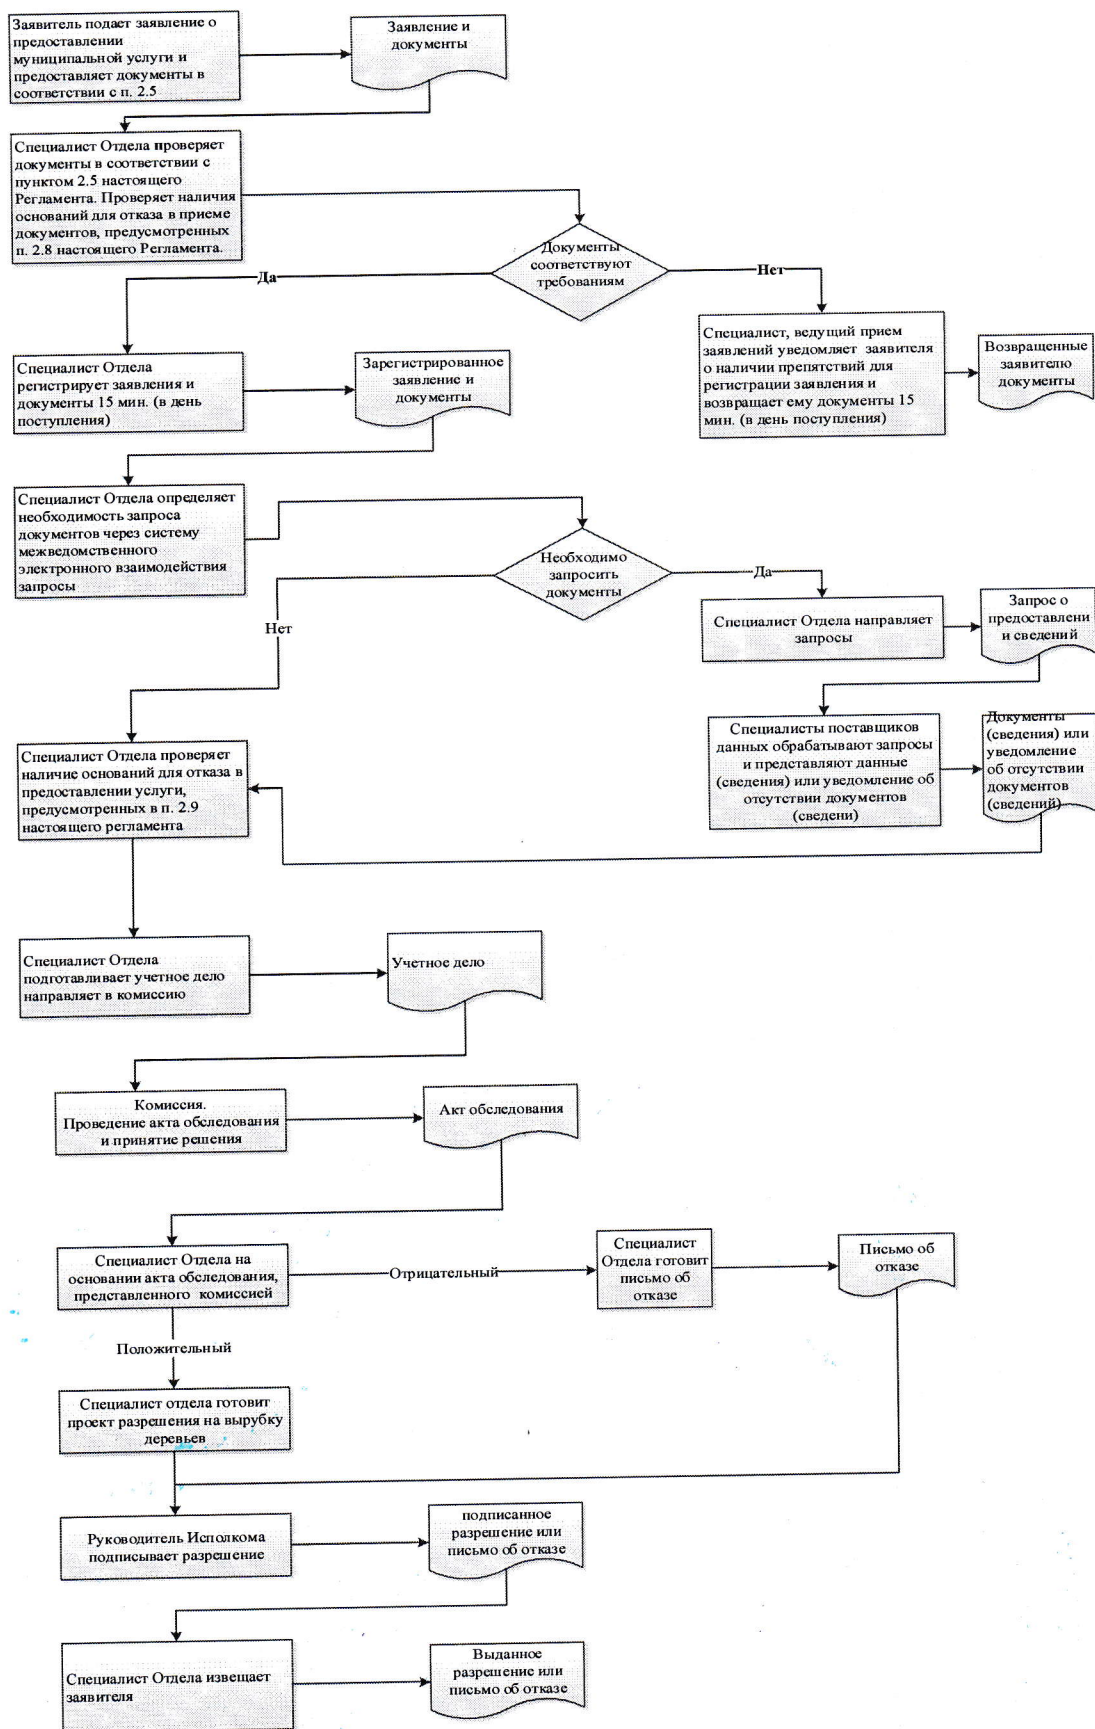 Заявитель подает заявление о
предоставлении
муниципальной услуги и
предоставляет документы в
соответствии с п. 2.5
Заявление и
документы
Специалист Отдела проверяет
документы в соответствии с
пунктом 2.5 настоящего
Регламента. Проверяет наличия
оснований для отказа в приеме
документов, предусмотренных
п. 2.8 настоящего Регламента.
Документы
соответствуют
требованиям
Да
Нет
Специалист Отдела
регистрирует заявления и
документы 15 мин. (в день
поступления)
Зарегистрированное
заявление и
документы
Специалист, ведущий прием
заявлений уведомляет заявителя
о наличии препятствий для
регистрации заявления и
возвращает ему документы 15
мин. (в день поступления)
Возвращенные
заявителю
документы
Специалист Отдела определяет
необходимость запроса
документов через систему
межведомственного
электронного взаимодействия
запросы
Необходимо
запросить
документы
Да
Нет
Специалист Отдела направляет
запросы
Запрос о
предоставлени
и сведений
Специалисты поставщиков
данных обрабатывают запросы
и представляют данные
(сведения) или уведомление об
отсутствии документов
(сведени)
Документы
(сведения) или
уведомление
об отсутствии
документов
(сведений)
Специалист Отдела проверяет
наличие оснований для отказа в
предоставлении услуги,
предусмотренных в п. 2.9
настоящего регламента
Специалист Отдела
подготавливает учетное дело
направляет в комиссию
Учетное дело
Комиссия.
Проведение акта обследования
и принятие решения
Акт обследования
Специалист Отдела на
основании акта обследования,
представленного комиссией
Отрицательный
Специалист
Отдела готовит
письмо об
отказе
Письмо об
отказе
Положительный
Специалист отдела готовит
проект разрешения на вырубку
деревьев
Руководитель Исполкома
подписывает разрешение
подписанное
разрешение или
письмо об отказе
Специалист Отдела извещает
заявителя
Выданное
разрешение или
письмо об отказе